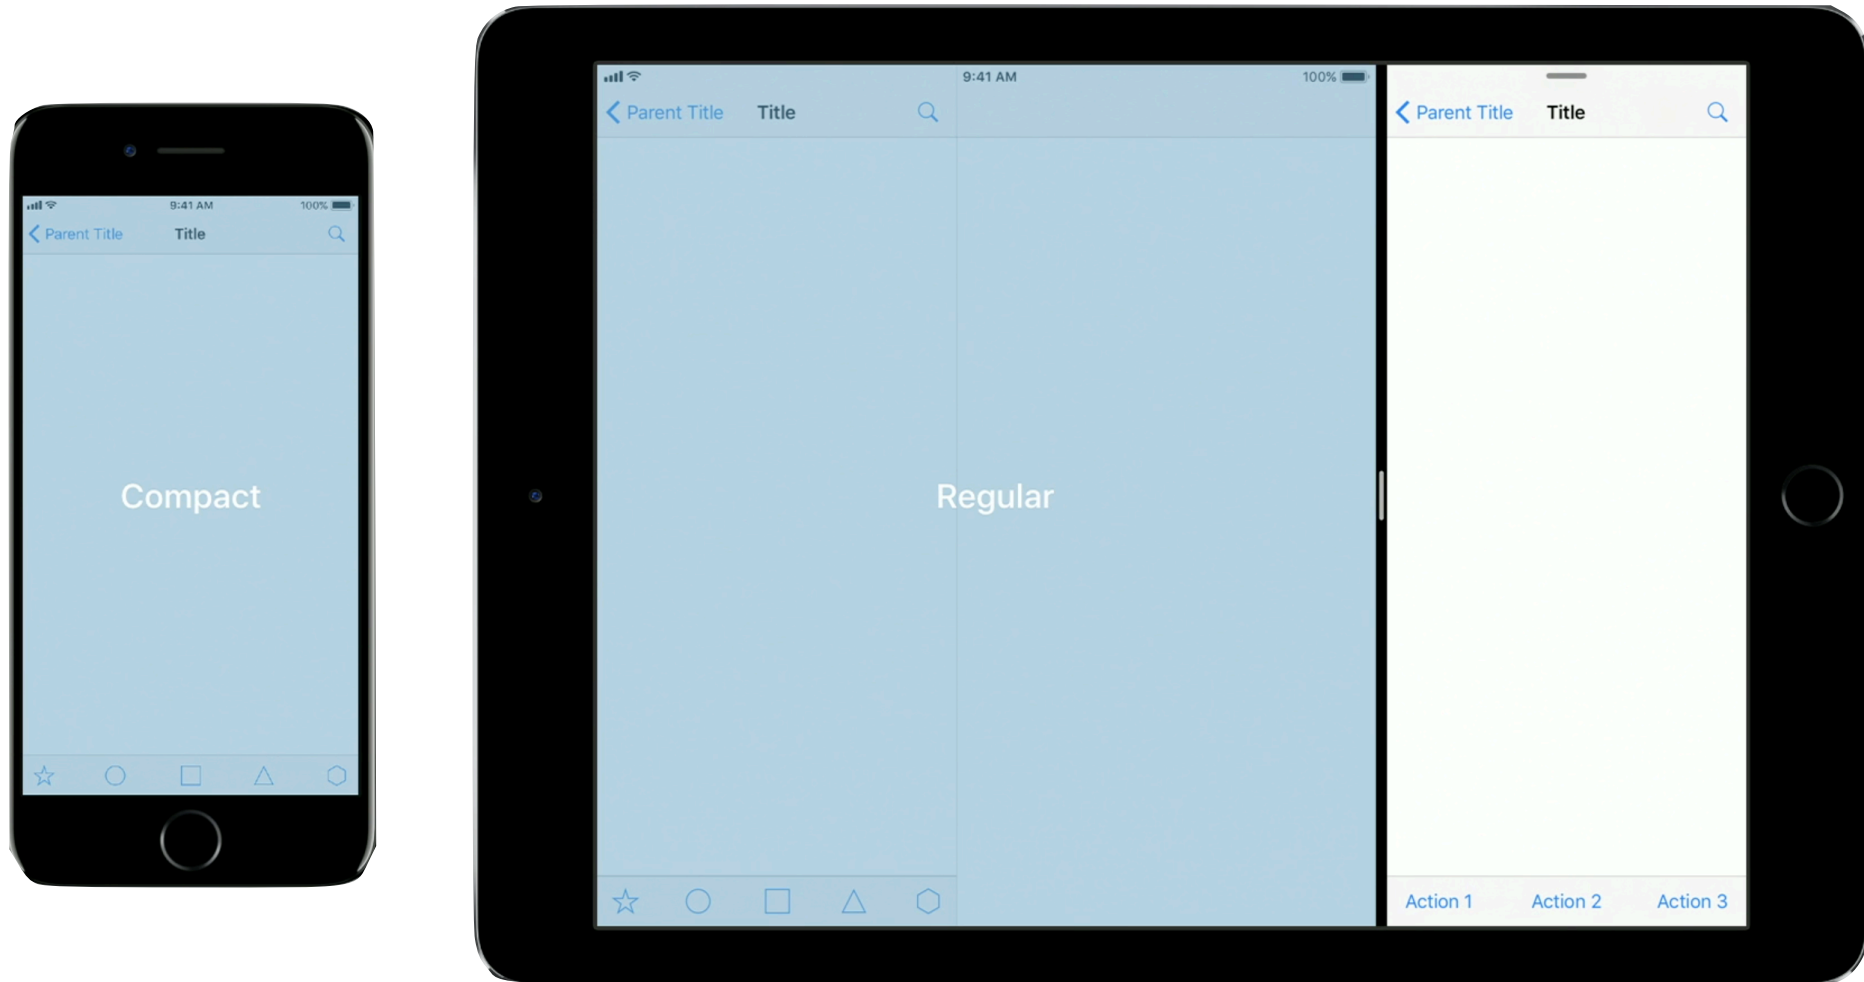 9:41 AM 100%
Parent Title Title
Compact
9:41 AM 100%
Parent Title Title
Regular
Parent Title Title
Action 1 Action 2 Action 3